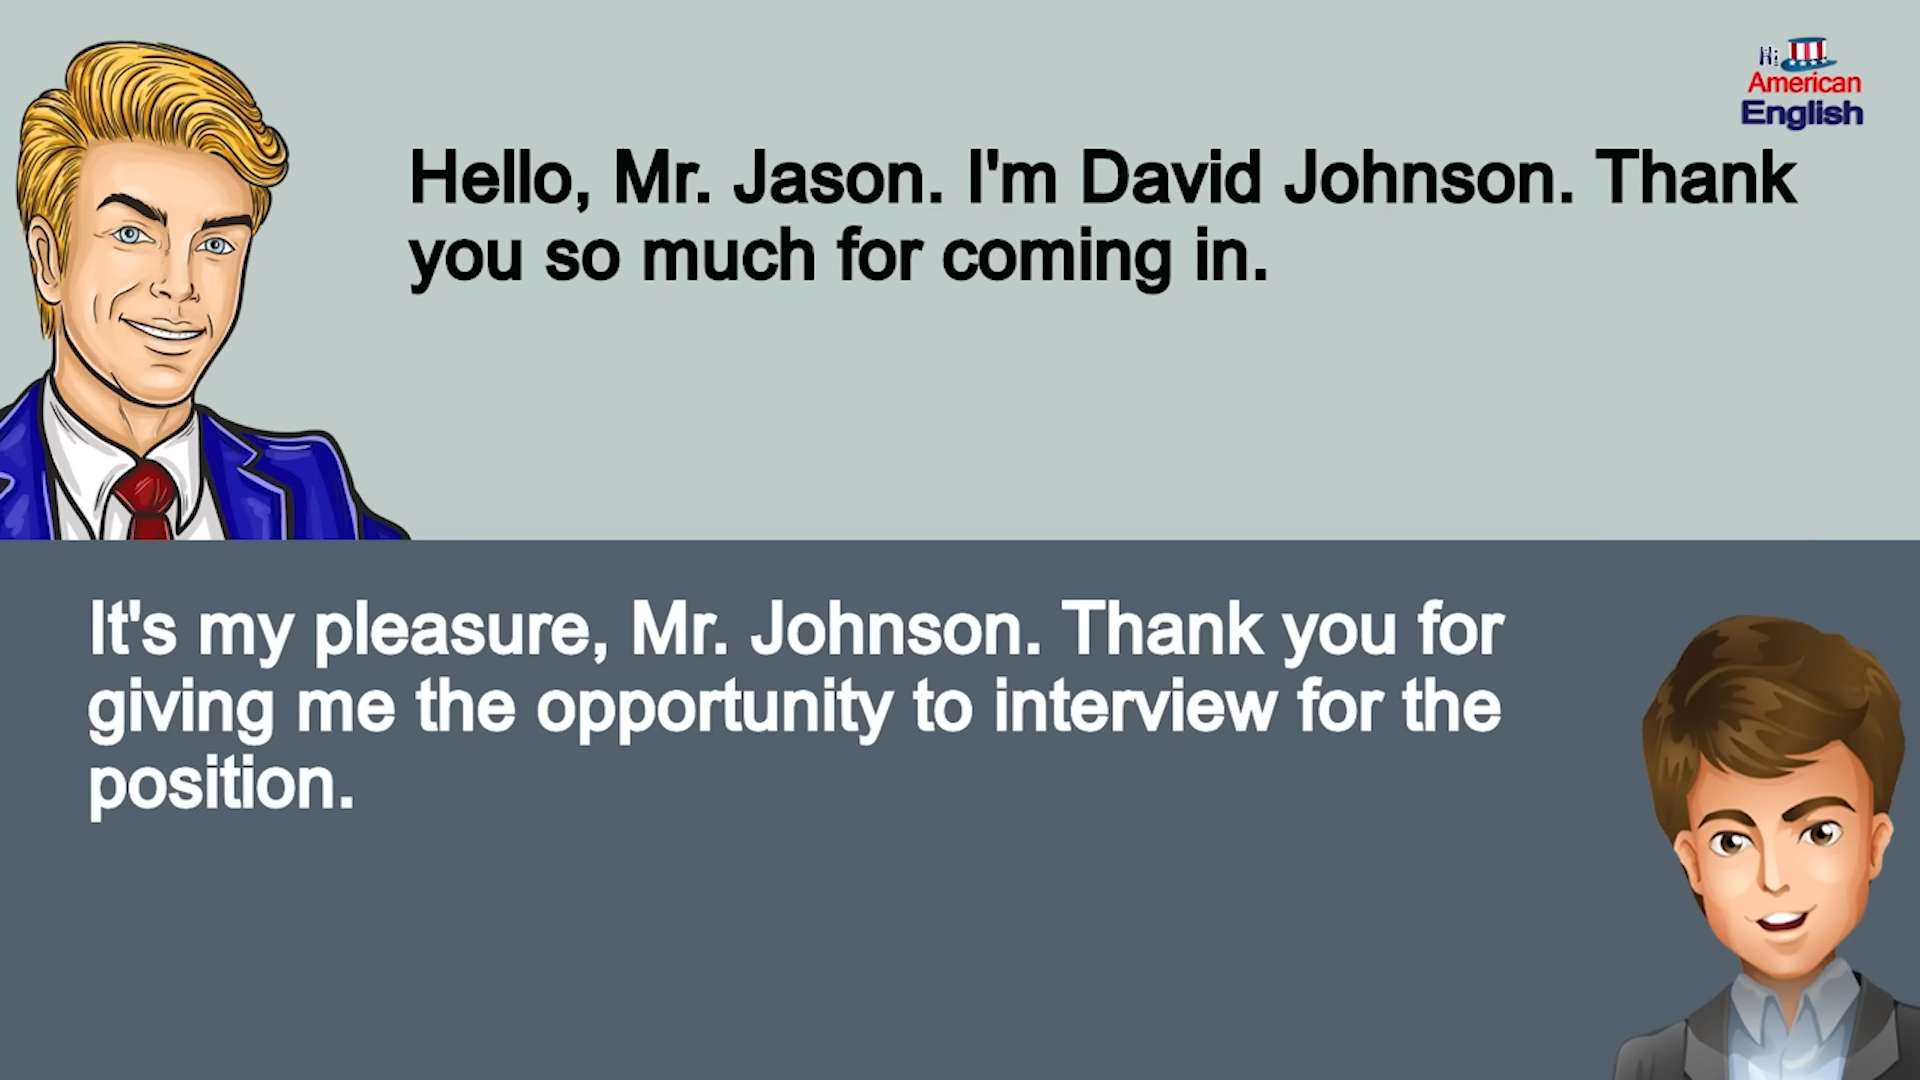 Hi
American
English
Hello, Mr. Jason. I'm David Johnson. Thank
you so much for coming in.
It's my pleasure, Mr. Johnson. Thank you for
giving me the opportunity to interview for the
position.